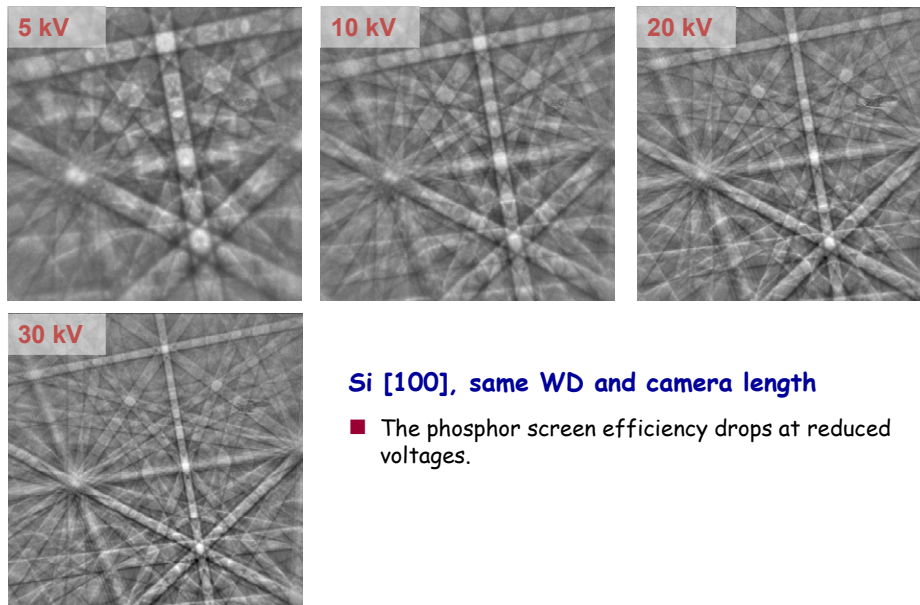 5 kV
10 kV
20 kV
30 kV
Si [100], same WD and camera length
The phosphor screen efficiency drops at reduced
voltages.